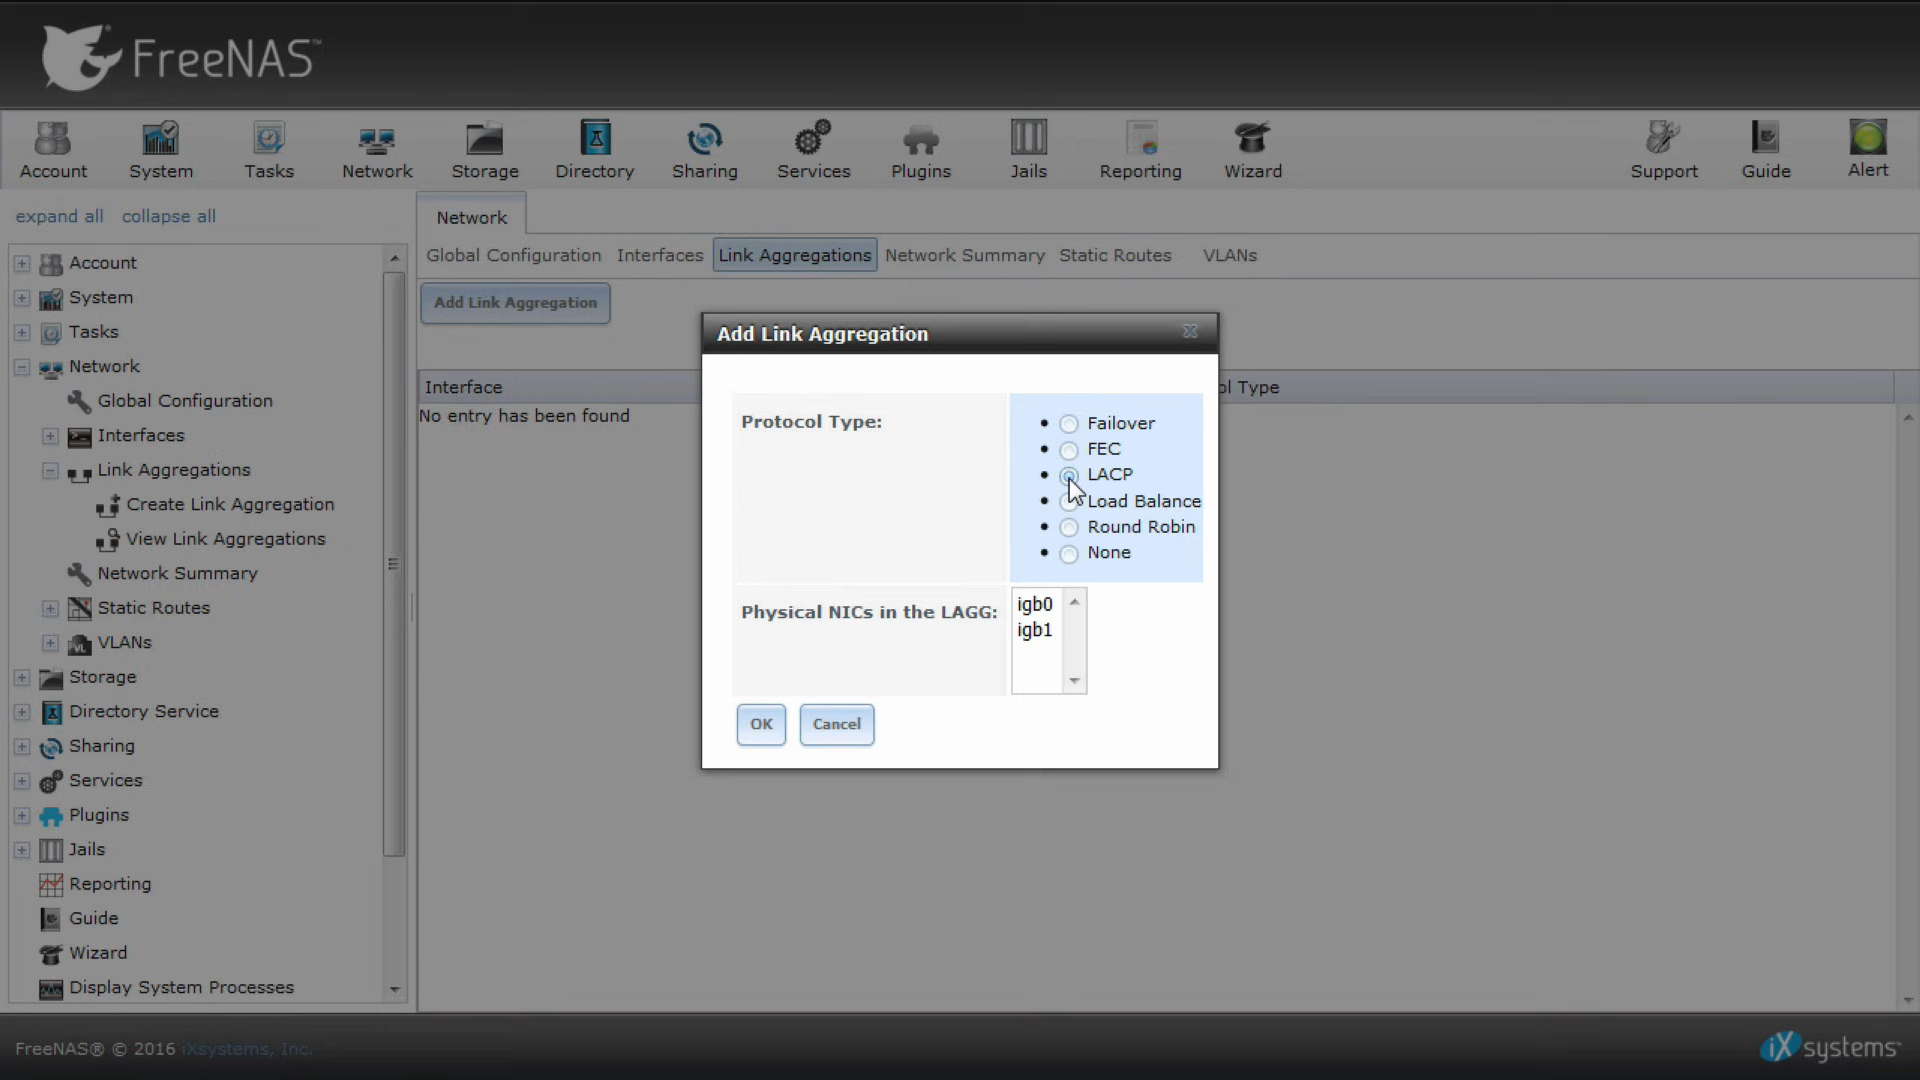 FreeNAS™
Account System Tasks Network Storage Directory Sharing Services Plugins Jails Reporting Wizard Support Guide Alert
expand all collapse all
Account
System
Tasks
Network
Global Configuration
Interfaces
Link Aggregations
Create Link Aggregation
View Link Aggregations
Network Summary
Static Routes
VLANs
Storage
Directory Service
Sharing
Services
Plugins
Jails
Reporting
Guide
Wizard
Display System Processes
Network
Global Configuration Interfaces Link Aggregations Network Summary Static Routes VLANs
Add Link Aggregation
Interface ol Type
No entry has been found
Add Link Aggregation
Protocol Type:
Failover
FEC
LACP
Load Balance
Round Robin
None
Physical NICs in the LAGG:
igb0
igb1
OK Cancel
FreeNAS® © 2016 iXsystems, Inc.
iXsystems